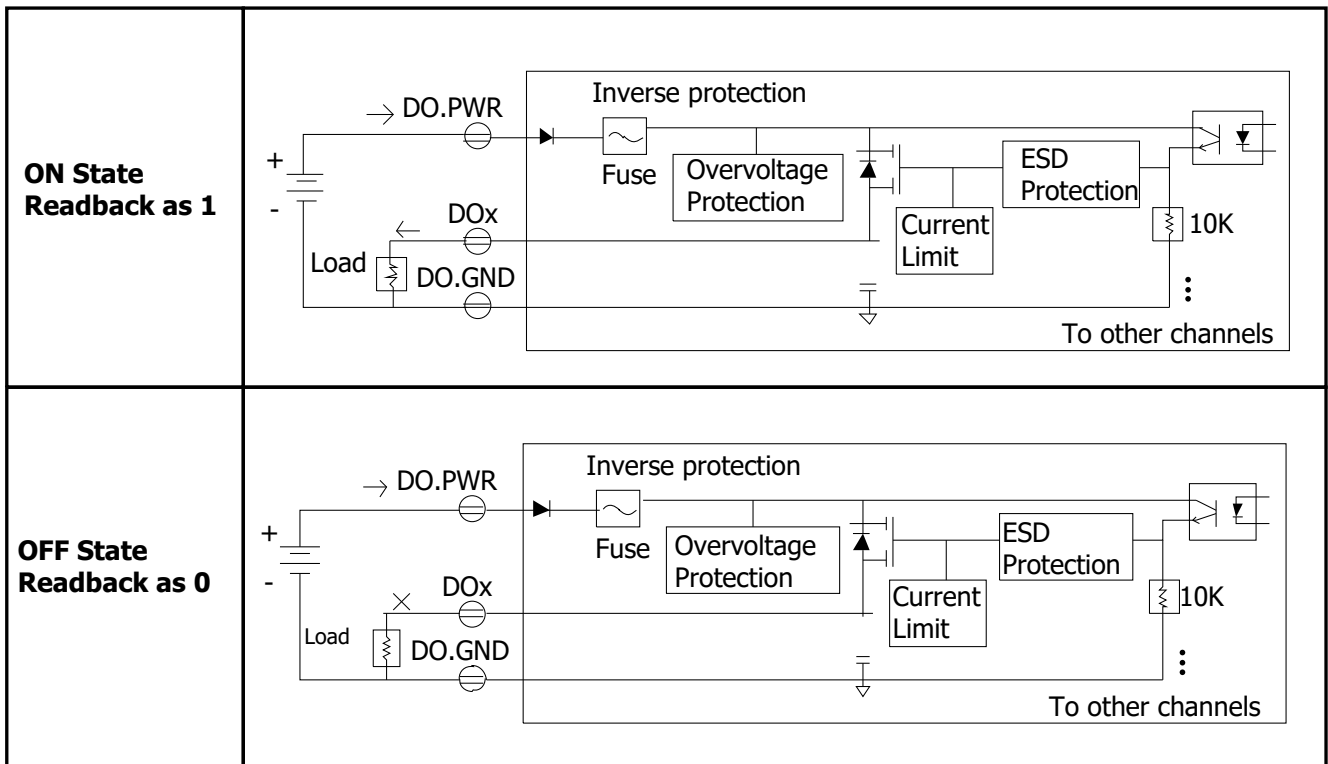 ON State
Readback as 1
Inverse protection
→ DO.PWR
Fuse
Overvoltage
Protection
ESD
Protection
+
-
DOx
←
Current
Limit
10K
Load
DO.GND
To other channels
OFF State
Readback as 0
Inverse protection
→ DO.PWR
Fuse
Overvoltage
Protection
ESD
Protection
+
-
DOx
×
Current
Limit
10K
Load
DO.GND
To other channels